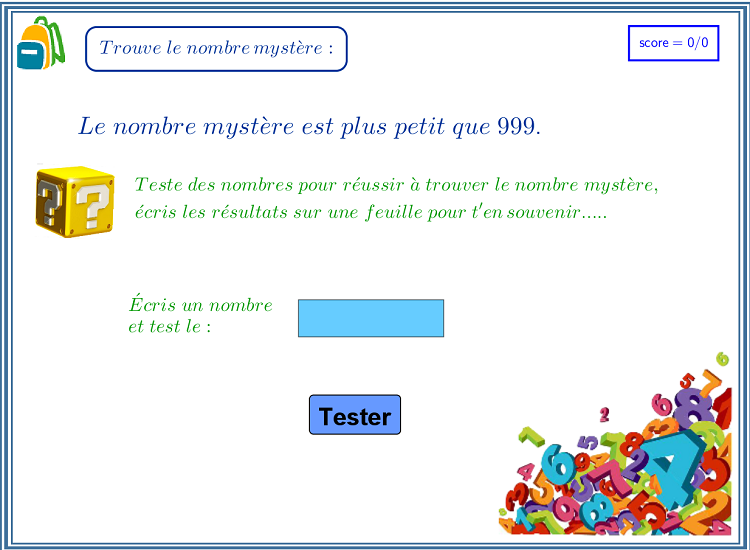 Trouve le nombre mystère :
score = 0/0
Le nombre mystère est plus petit que 999.
Teste des nombres pour réussir à trouver le nombre mystère,
écris les résultats sur une feuille pour t'en souvenir.....
Écris un nombre
et test le :
Tester